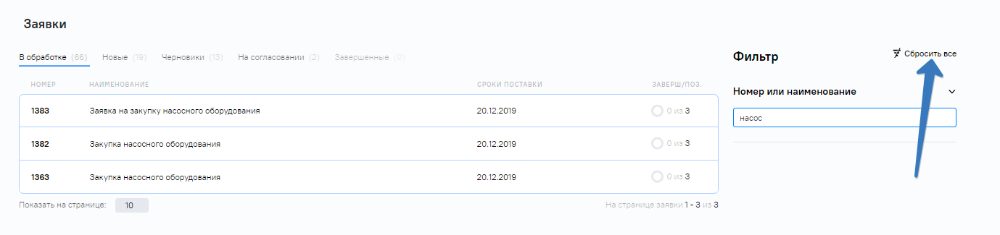 Заявки
В обработке (66) Новые (19) Черновики (13) На согласовании (2) Завершенные (0)
НОМЕР НАИМЕНОВАНИЕ СРОКИ ПОСТАВКИ ЗАВЕРШ/ПОЗ.
1383 Заявка на закупку насосного оборудования 20.12.2019 0 из 3
1382 Закупка насосного оборудования 20.12.2019 0 из 3
1363 Закупка насосного оборудования 20.12.2019 0 из 3
Показать на странице: 10 На странице заявки 1 - 3 из 3
Фильтр Сбросить все
Номер или наименование
насос